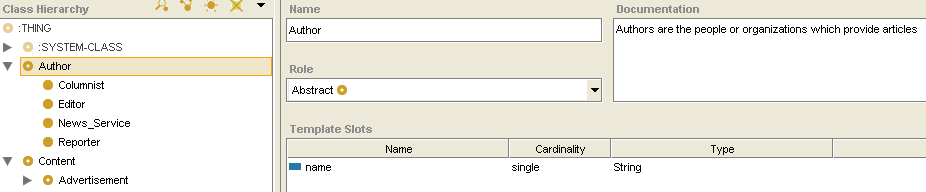 Class Hierarchy
:THING
:SYSTEM-CLASS
Author
Columnist
Editor
News_Service
Reporter
Content
Advertisement
Name
Author
Role
Abstract
Documentation
Authors are the people or organizations which provide articles
Template Slots
Name Cardinality Type
name single String